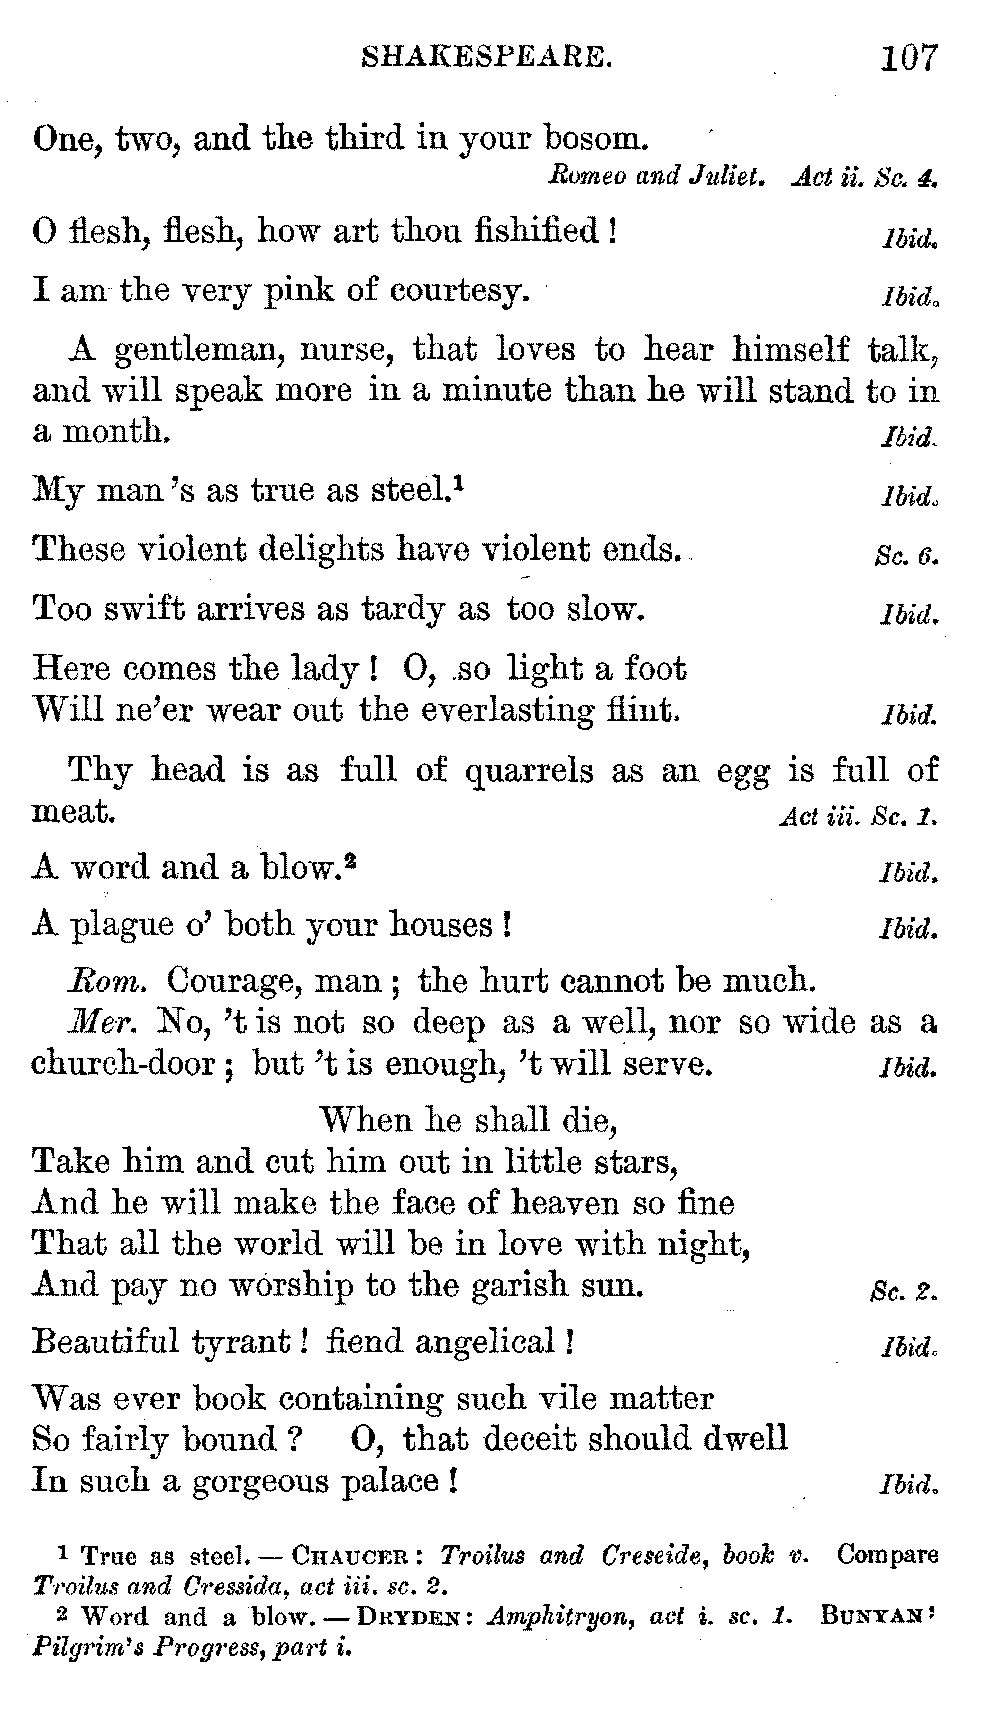 SHAKESPEARE. 107
One, two, and the third in your bosom.
Romeo and Juliet. Act ii. Sc. 4.
O flesh, flesh, how art thou fishified! Ibid.
I am the very pink of courtesy. Ibid.
A gentleman, nurse, that loves to hear himself talk,
and will speak more in a minute than he will stand to in
a month. Ibid.
My man's as true as steel.¹ Ibid.
These violent delights have violent ends. Sc. 6.
Too swift arrives as tardy as too slow. Ibid.
Here comes the lady! O, so light a foot
Will ne'er wear out the everlasting flint. Ibid.
Thy head is as full of quarrels as an egg is full of
meat. Act iii. Sc. 1.
A word and a blow.² Ibid.
A plague o' both your houses! Ibid.
Rom. Courage, man; the hurt cannot be much.
Mer. No, 't is not so deep as a well, nor so wide as a
church-door; but 't is enough, 't will serve. Ibid.
When he shall die,
Take him and cut him out in little stars,
And he will make the face of heaven so fine
That all the world will be in love with night,
And pay no worship to the garish sun. Sc. 2.
Beautiful tyrant! fiend angelical! Ibid.
Was ever book containing such vile matter
So fairly bound? O, that deceit should dwell
In such a gorgeous palace! Ibid.
1 True as steel. — CHAUCER: Troilus and Creseide, book v. Compare
Troilus and Cressida, act iii. sc. 2.
2 Word and a blow. — DRYDEN: Amphitryon, act i. sc. 1. BUNYAN:
Pilgrim's Progress, part i.